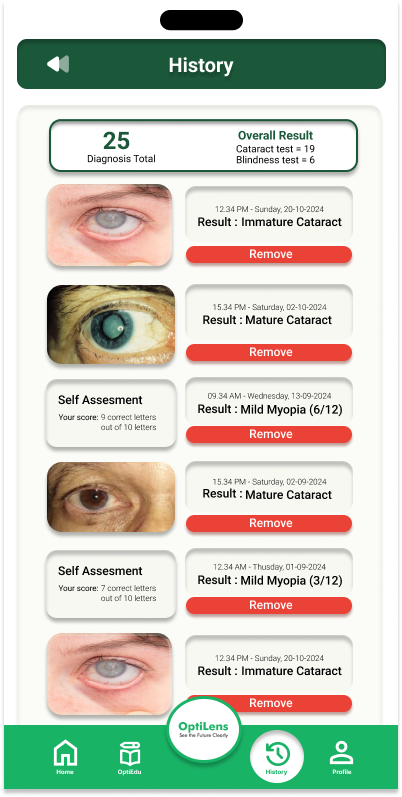 History
25
Diagnosis Total
Overall Result
Cataract test = 19
Blindness test = 6
12.34 PM - Sunday, 20-10-2024
Result : Immature Cataract
Remove
15.34 PM - Saturday, 02-10-2024
Result : Mature Cataract
Remove
Self Assesment
Your score: 9 correct letters
out of 10 letters
09.34 AM - Wednesday, 13-09-2024
Result : Mild Myopia (6/12)
Remove
15.34 PM - Saturday, 02-09-2024
Result : Mature Cataract
Remove
Self Assesment
Your score: 7 correct letters
out of 10 letters
12.34 AM - Thusday, 01-09-2024
Result : Mild Myopia (3/12)
Remove
12.34 PM - Sunday, 20-10-2024
Result : Immature Cataract
Remove
OptiLens
See the Future Clearly
Home
OptiEdu
History
Profile